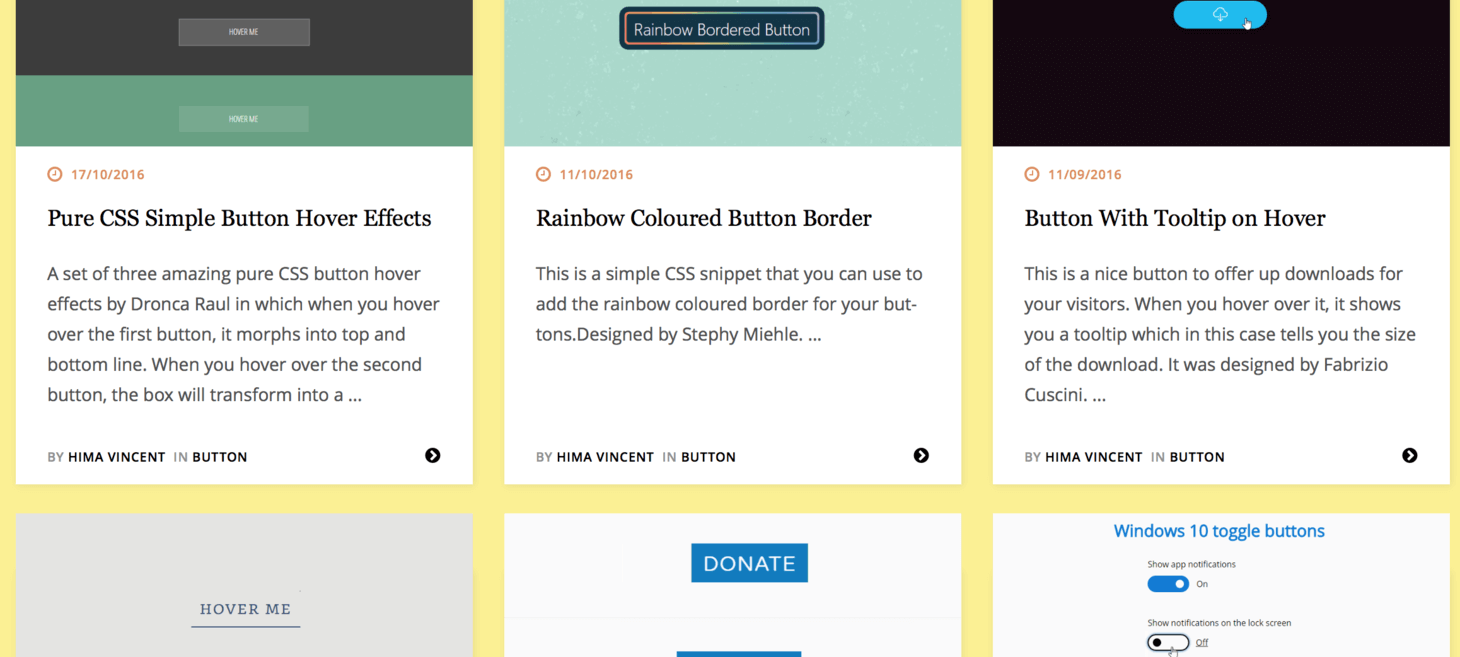 HOVER ME
HOVER ME
17/10/2016
Pure CSS Simple Button Hover Effects
A set of three amazing pure CSS button hover
effects by Dronca Raul in which when you hover
over the first button, it morphs into top and
bottom line. When you hover over the second
button, the box will transform into a ...
BY HIMA VINCENT IN BUTTON
Rainbow Bordered Button
11/10/2016
Rainbow Coloured Button Border
This is a simple CSS snippet that you can use to
add the rainbow coloured border for your but-
tons.Designed by Stephy Miehle. ...
BY HIMA VINCENT IN BUTTON
11/09/2016
Button With Tooltip on Hover
This is a nice button to offer up downloads for
your visitors. When you hover over it, it shows
you a tooltip which in this case tells you the size
of the download. It was designed by Fabrizio
Cuscini. ...
BY HIMA VINCENT IN BUTTON
HOVER ME
DONATE
Windows 10 toggle buttons
Show app notifications
On
Show notifications on the lock screen
Off